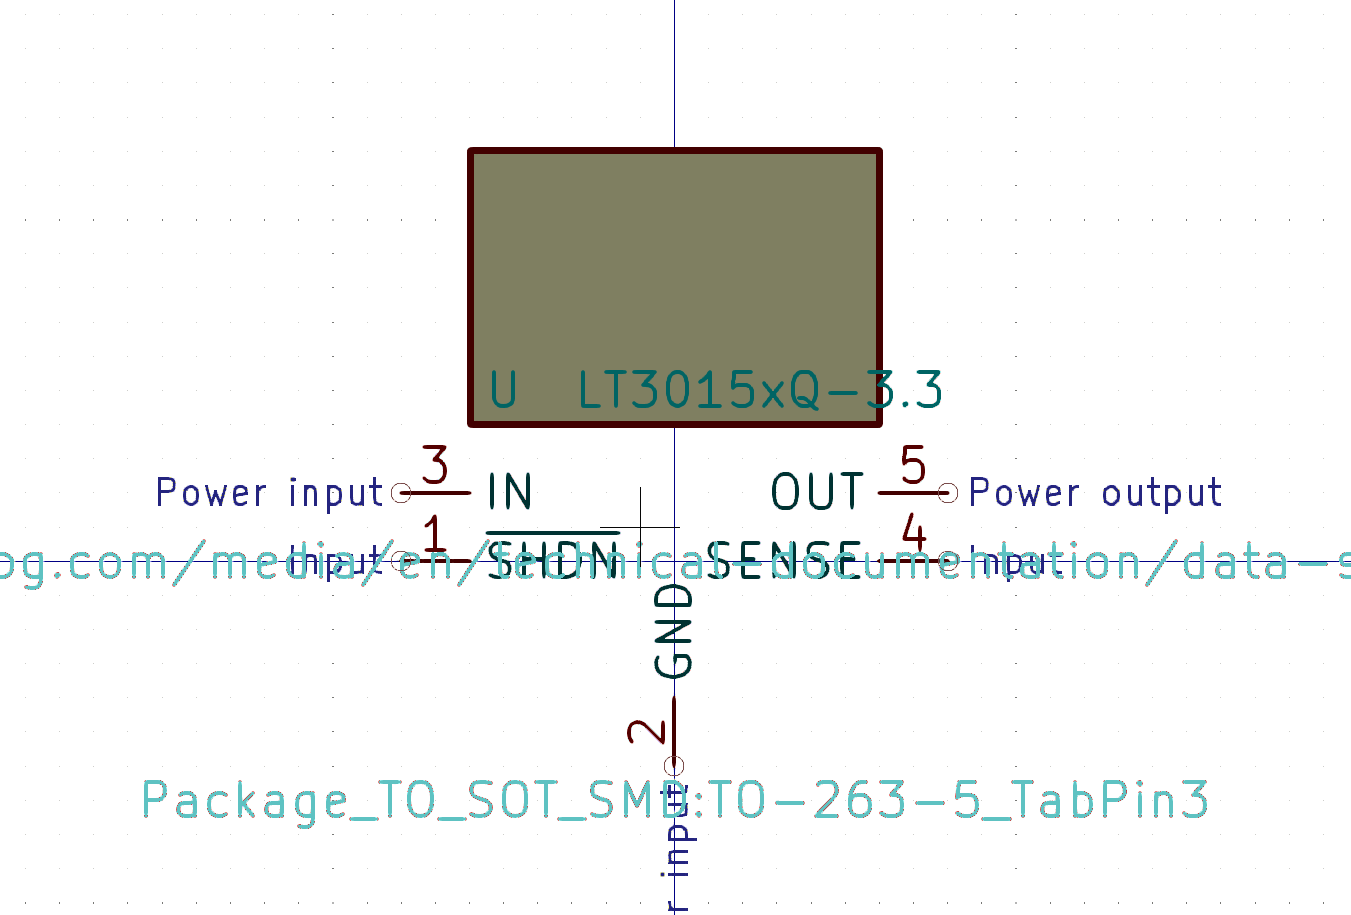 U LT3015xQ-3.3
3 5
Power input IN OUT Power output
1 4
Input SHDN SENSE Input
og.com/media/en/technical-documentation/data-s
GND
2
Package_TO_SOT_SMD:TO-263-5_TabPin3
r input